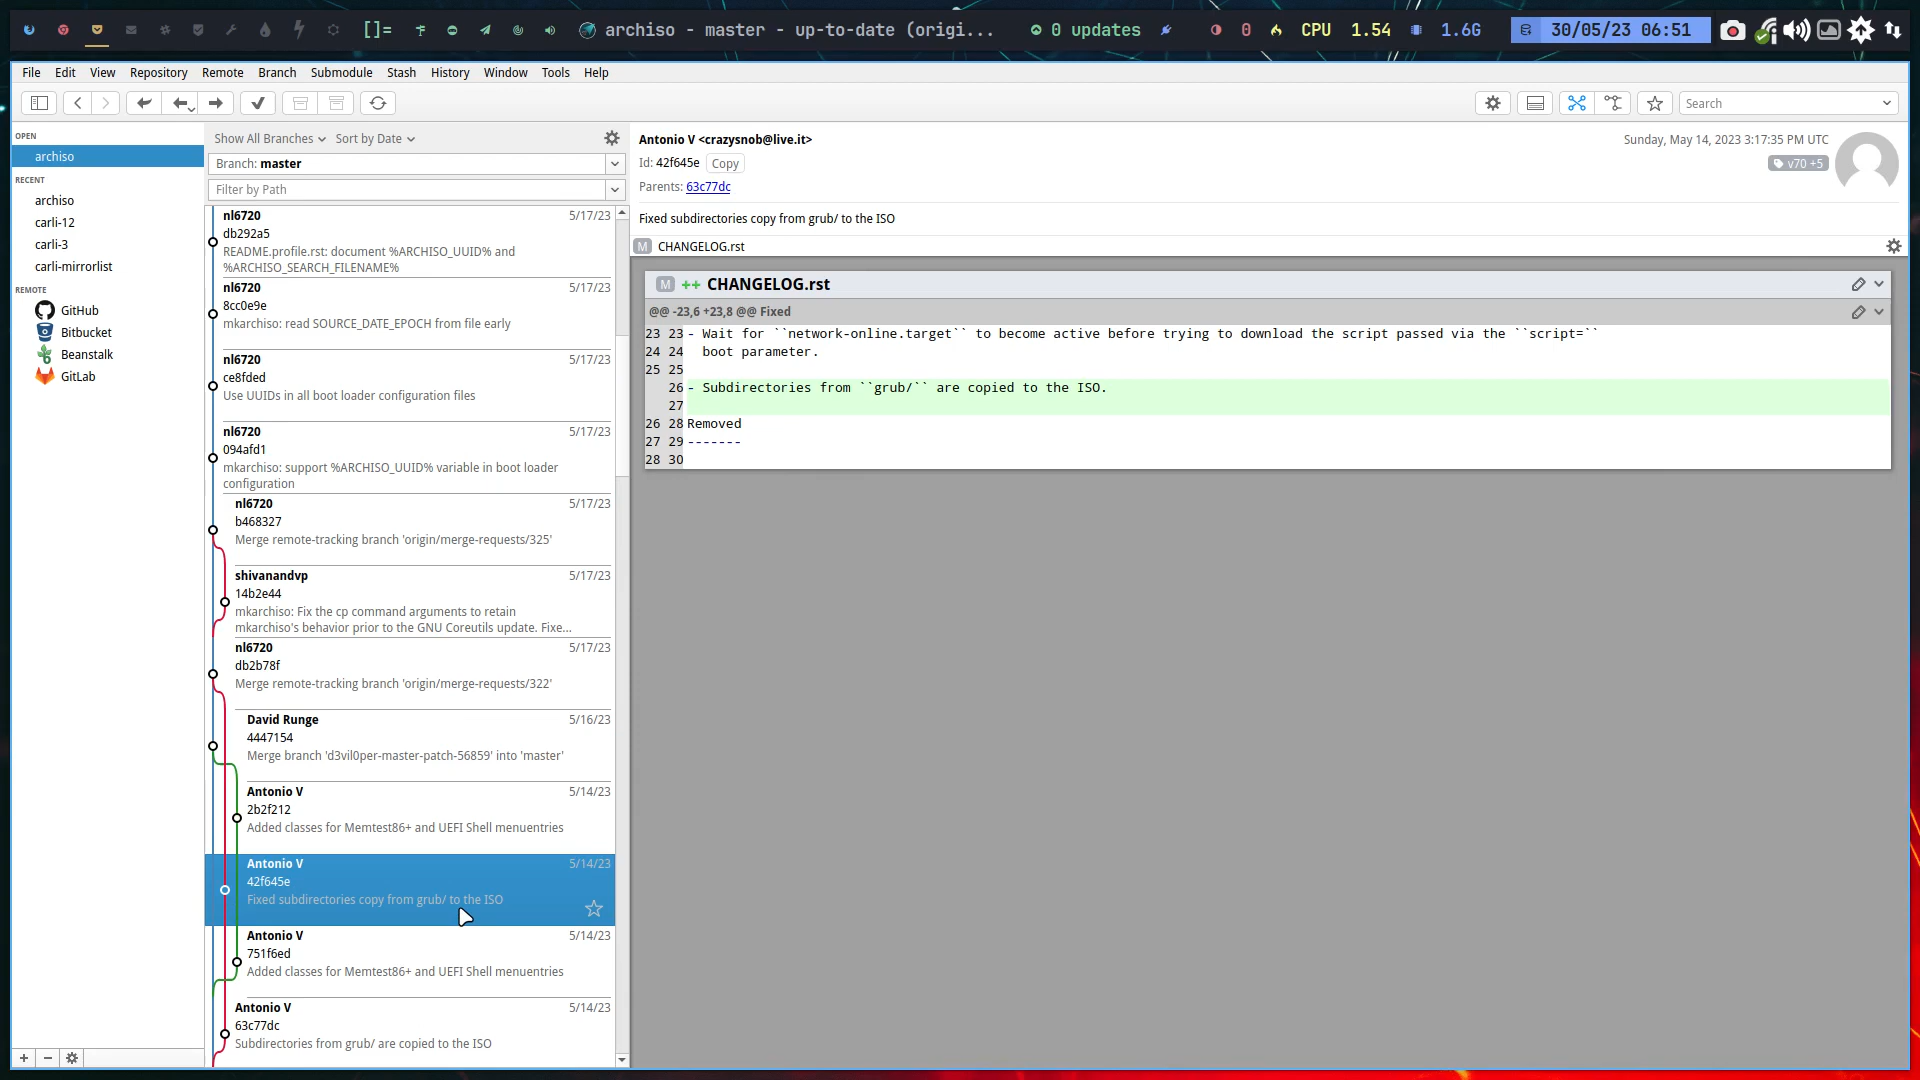 []= archiso - master - up-to-date (origi... 0 updates 0 CPU 1.54 1.6G 30/05/23 06:51
File Edit View Repository Remote Branch Submodule Stash History Window Tools Help
Search
OPEN
archiso
RECENT
archiso
carli-12
carli-3
carli-mirrorlist
REMOTE
GitHub
Bitbucket
Beanstalk
GitLab
Show All Branches Sort by Date
Branch: master
Filter by Path
nl6720 5/17/23
db292a5
README.profile.rst: document %ARCHISO_UUID% and
%ARCHISO_SEARCH_FILENAME%
nl6720 5/17/23
8cc0e9e
mkarchiso: read SOURCE_DATE_EPOCH from file early
nl6720 5/17/23
ce8fded
Use UUIDs in all boot loader configuration files
nl6720 5/17/23
094afd1
mkarchiso: support %ARCHISO_UUID% variable in boot loader
configuration
nl6720 5/17/23
b468327
Merge remote-tracking branch 'origin/merge-requests/325'
shivanandvp 5/17/23
14b2e44
mkarchiso: Fix the cp command arguments to retain
mkarchiso's behavior prior to the GNU Coreutils update. Fixe...
nl6720 5/17/23
db2b78f
Merge remote-tracking branch 'origin/merge-requests/322'
David Runge 5/16/23
4447154
Merge branch 'd3vil0per-master-patch-56859' into 'master'
Antonio V 5/14/23
2b2f212
Added classes for Memtest86+ and UEFI Shell menuentries
Antonio V 5/14/23
42f645e
Fixed subdirectories copy from grub/ to the ISO
Antonio V 5/14/23
751f6ed
Added classes for Memtest86+ and UEFI Shell menuentries
Antonio V 5/14/23
63c77dc
Subdirectories from grub/ are copied to the ISO
Antonio V <crazysnob@live.it> Sunday, May 14, 2023 3:17:35 PM UTC
Id: 42f645e Copy v70 +5
Parents: 63c77dc
Fixed subdirectories copy from grub/ to the ISO
M CHANGELOG.rst
M ++ CHANGELOG.rst
@@ -23,6 +23,8 @@ Fixed
23 23 - Wait for ``network-online.target`` to become active before trying to download the script passed via the ``script=``
24 24 boot parameter.
25 25
26 - Subdirectories from ``grub/`` are copied to the ISO.
27
26 28 Removed
27 29 -------
28 30